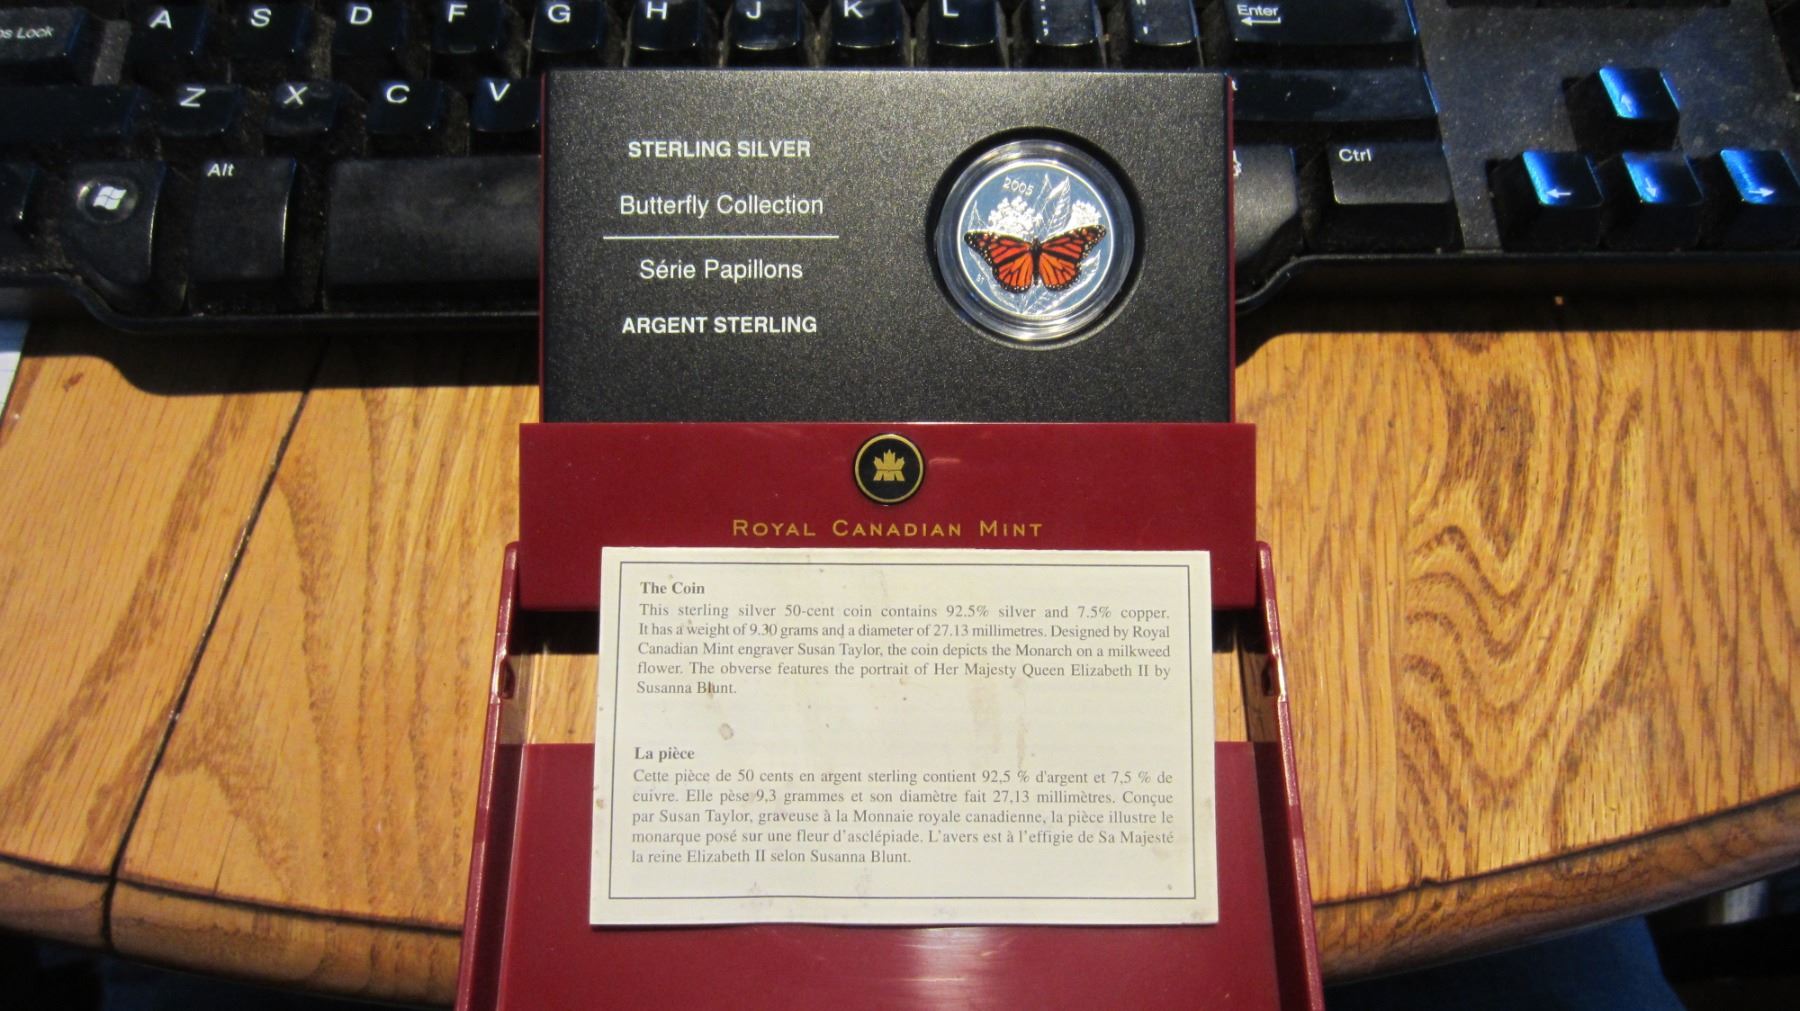 os Lock A S D F G H J K L : ; " ' Enter
Z X C V
Alt
Ctrl
STERLING SILVER
Butterfly Collection
Série Papillons
ARGENT STERLING
2005
ROYAL CANADIAN MINT
The Coin
This sterling silver 50-cent coin contains 92.5% silver and 7.5% copper.
It has a weight of 9.30 grams and a diameter of 27.13 millimetres. Designed by Royal
Canadian Mint engraver Susan Taylor, the coin depicts the Monarch on a milkweed
flower. The obverse features the portrait of Her Majesty Queen Elizabeth II by
Susanna Blunt.
La pièce
Cette pièce de 50 cents en argent sterling contient 92,5 % d'argent et 7,5 % de
cuivre. Elle pèse 9,3 grammes et son diamètre fait 27,13 millimètres. Conçue
par Susan Taylor, graveuse à la Monnaie royale canadienne, la pièce illustre le
monarque posé sur une fleur d'asclépiade. L'avers est à l'effigie de Sa Majesté
la reine Elizabeth II selon Susanna Blunt.